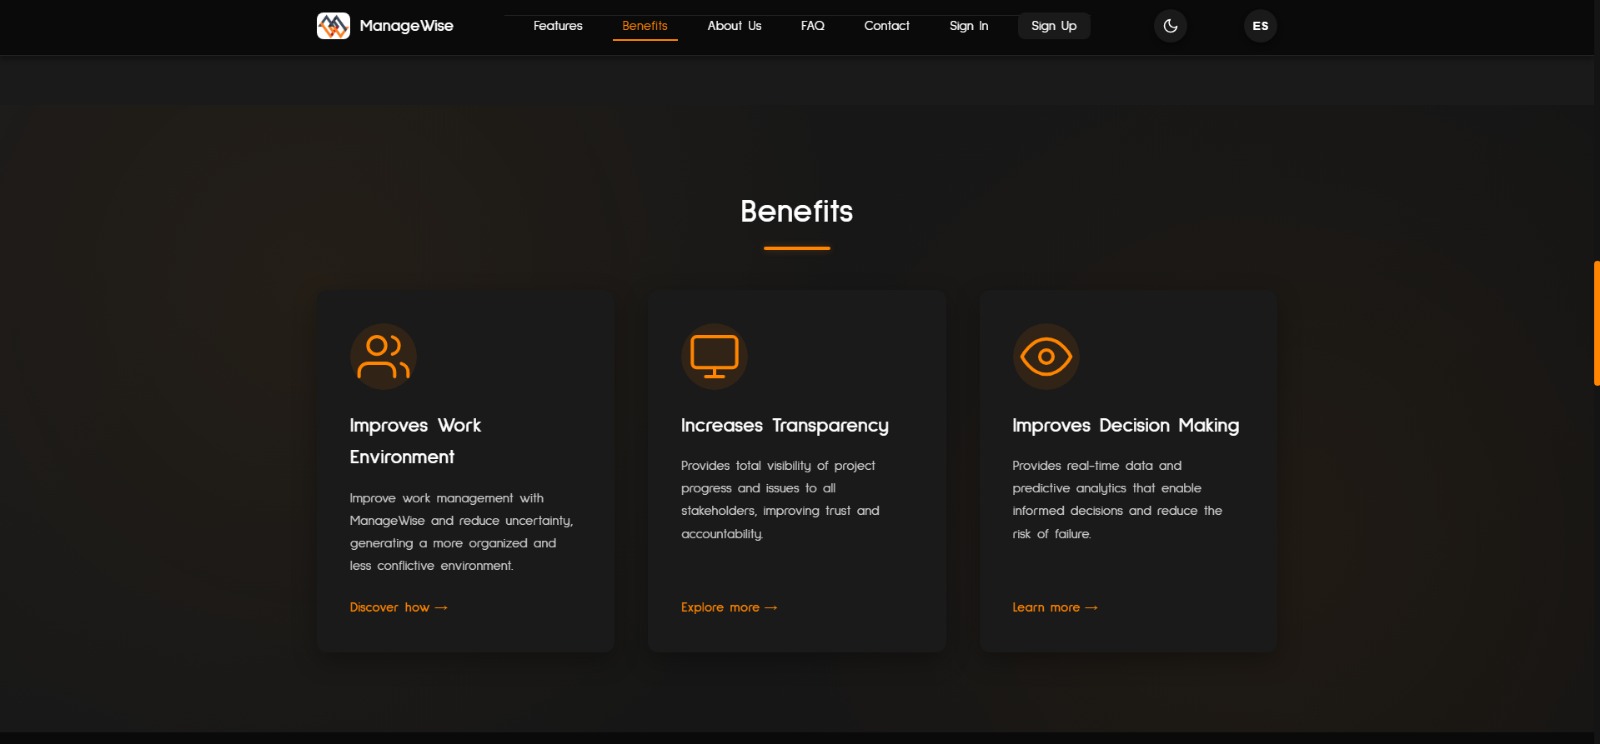 ManageWise
Features
Benefits
About Us
FAQ
Contact
Sign In
Sign Up
ES
Benefits
Improves Work
Environment
Improve work management with
ManageWise and reduce uncertainty,
generating a more organized and
less conflictive environment.
Discover how →
Increases Transparency
Provides total visibility of project
progress and issues to all
stakeholders, improving trust and
accountability.
Explore more →
Improves Decision Making
Provides real-time data and
predictive analytics that enable
informed decisions and reduce the
risk of failure.
Learn more →